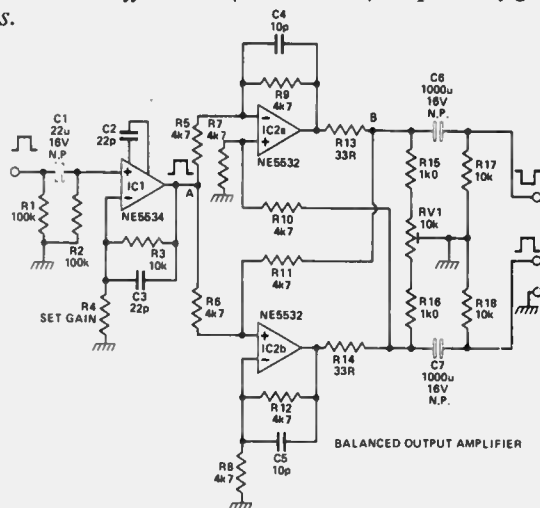 s.
C4
10p
R9
4k7
C1
22u
16V
N.P
C2
22p
R5
4k7
R7
4k7
IC2a
NE5532
B
R13
33R
C6
1000u
16V
N.P.
IC1
NE5534
A
R15
1k0
R17
10k
R1
100k
R2
100k
R3
10k
C3
22p
R10
4k7
R11
4k7
RV1
10k
R4
SET GAIN
R6
4k7
NE5532
IC2b
R14
33R
R16
1k0
R18
10k
C7
1000u
16V
N.P.
R12
4k7
C5
10p
R8
4k7
BALANCED OUTPUT AMPLIFIER